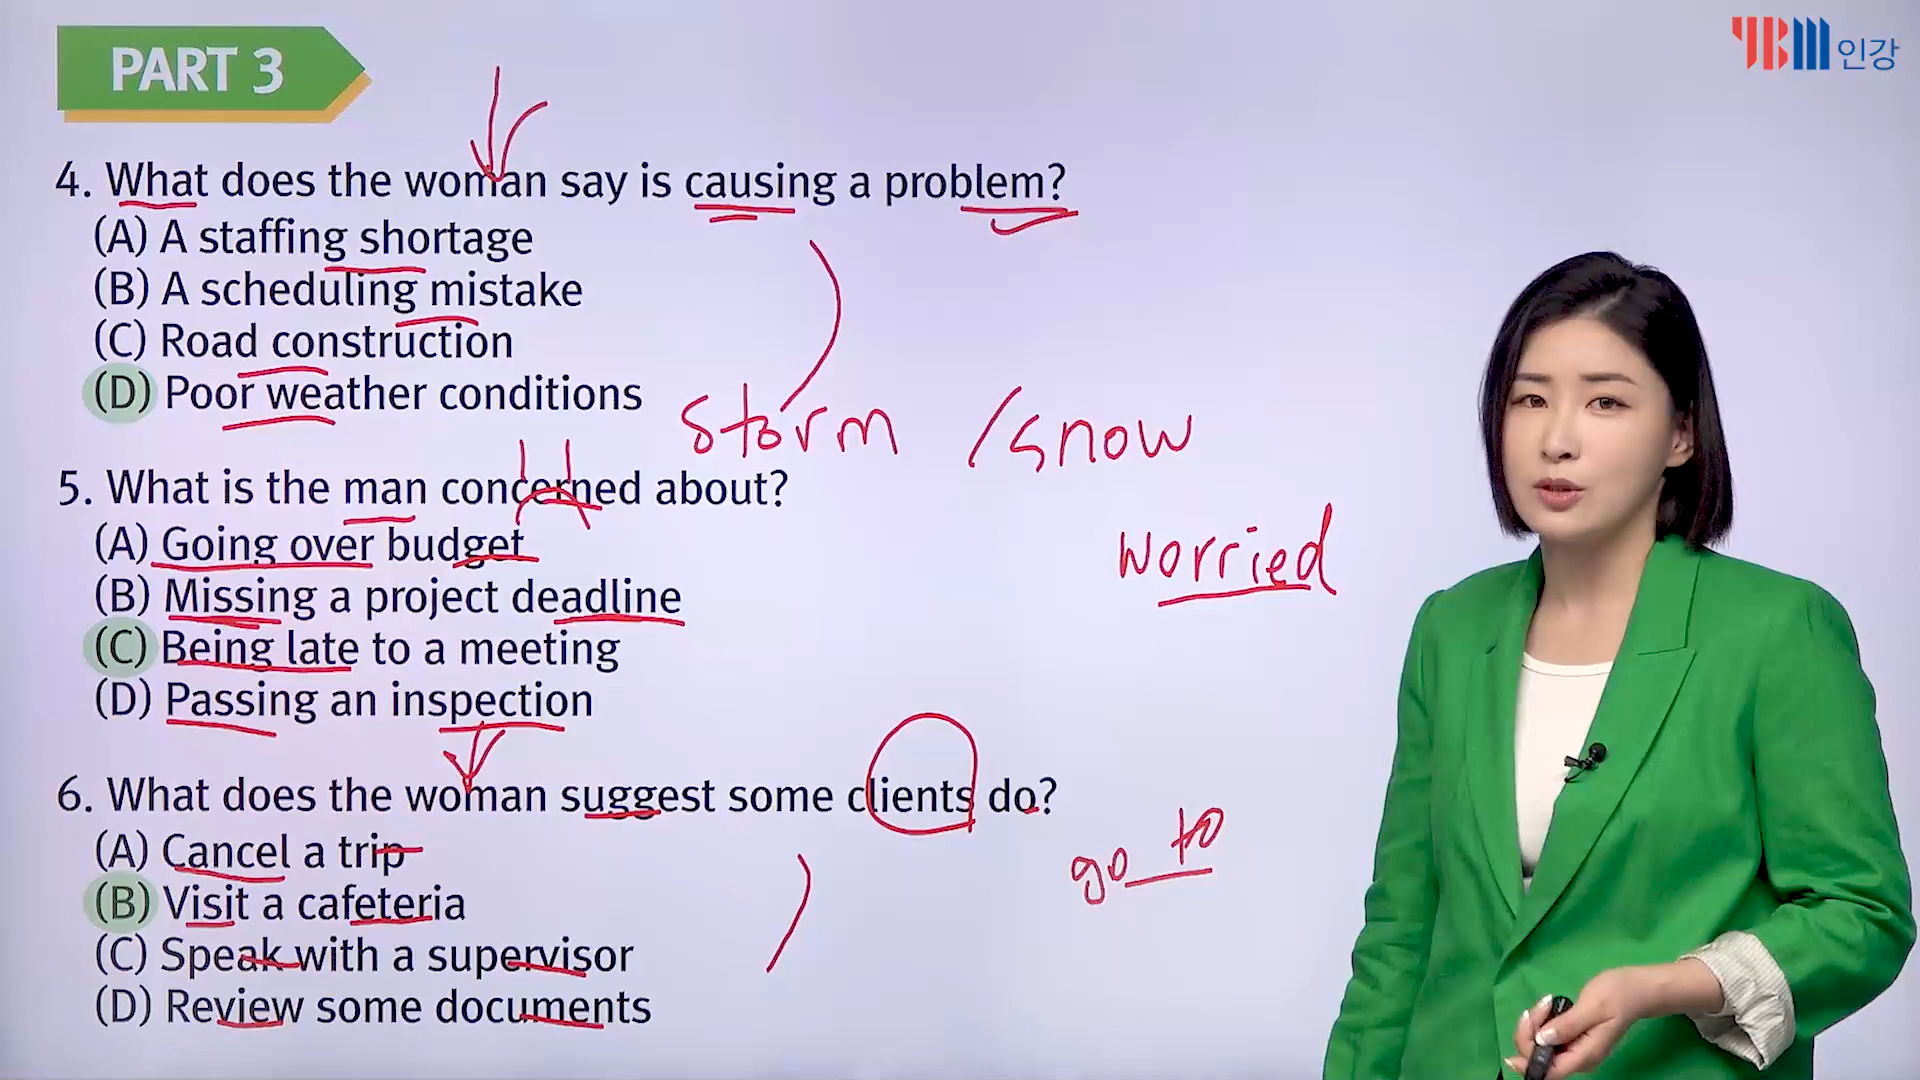 PART 3
YBM 인강
4. What does the woman say is causing a problem?
(A) A staffing shortage
(B) A scheduling mistake
(C) Road construction
(D) Poor weather conditions
storm / snow
5. What is the man concerned about?
worried
(A) Going over budget
(B) Missing a project deadline
(C) Being late to a meeting
(D) Passing an inspection
6. What does the woman suggest some clients do?
go to
(A) Cancel a trip
(B) Visit a cafeteria
(C) Speak with a supervisor
(D) Review some documents